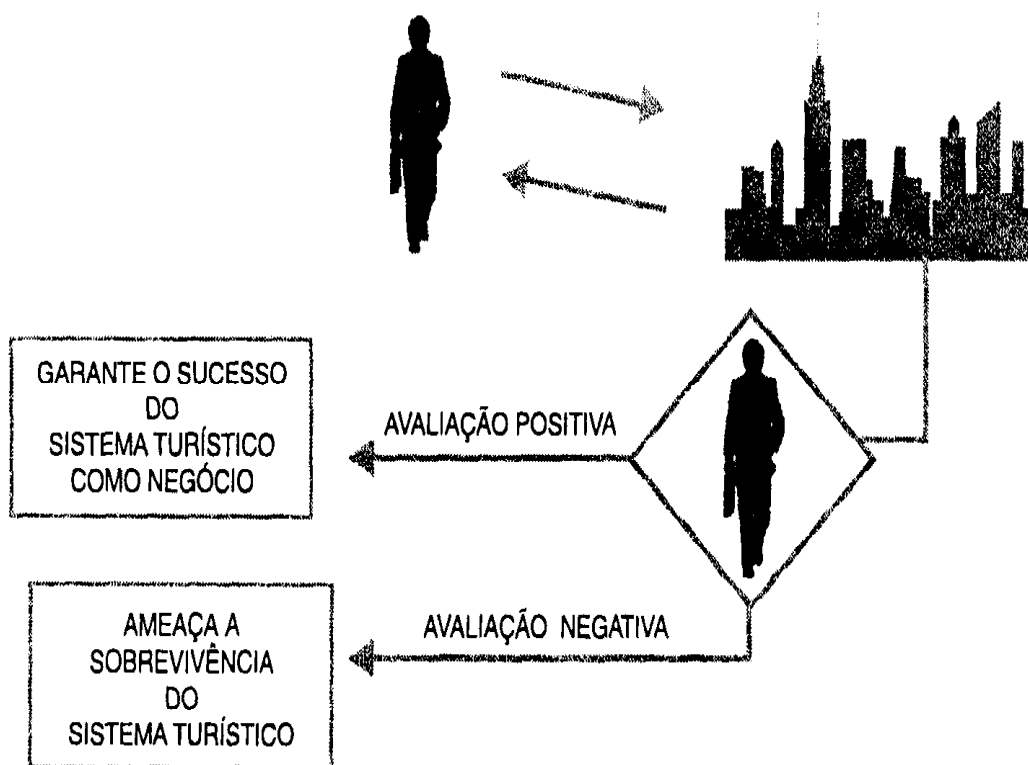 GARANTE O SUCESSO
DO
SISTEMA TURÍSTICO
COMO NEGÓCIO
AVALIAÇÃO POSITIVA
AMEAÇA A
SOBREVIVÊNCIA
DO
SISTEMA TURÍSTICO
AVALIAÇÃO NEGATIVA